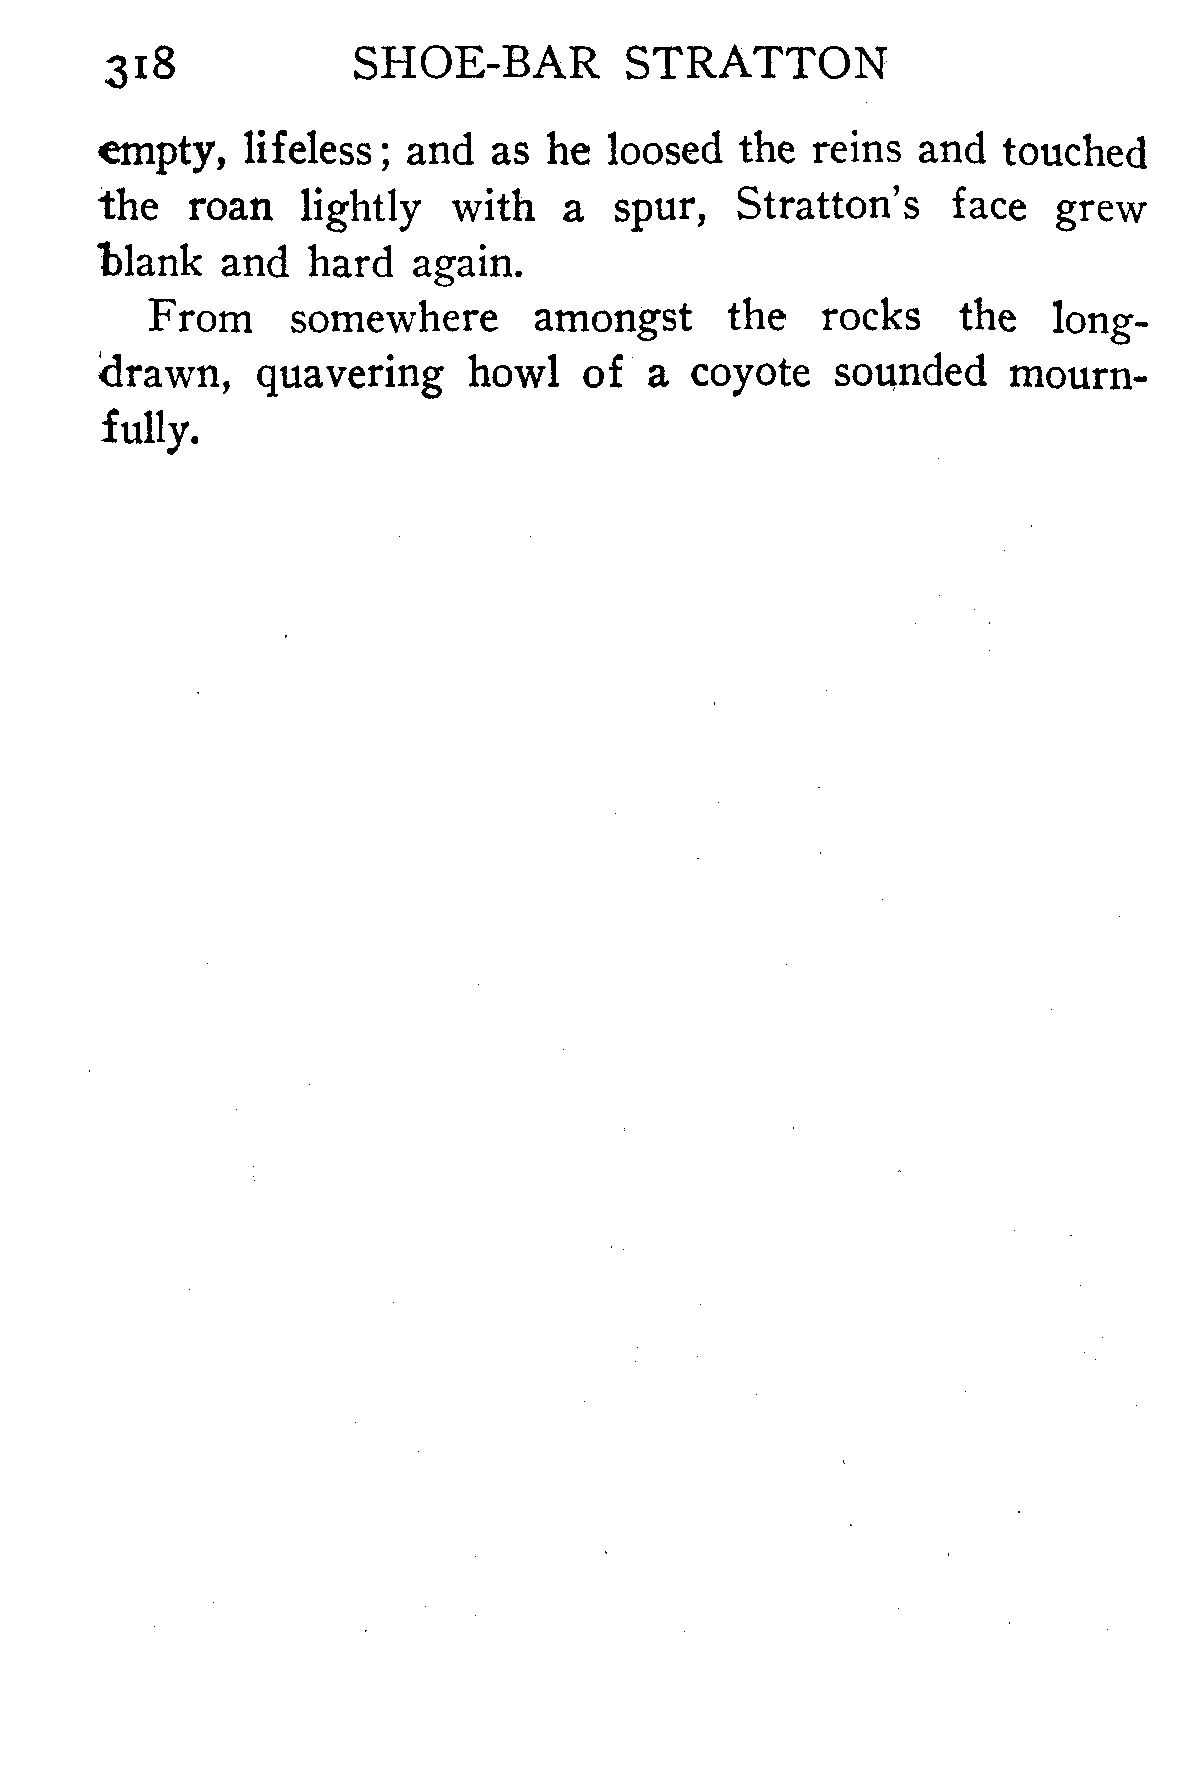 318 SHOE-BAR STRATTON
empty, lifeless; and as he loosed the reins and touched
the roan lightly with a spur, Stratton's face grew
blank and hard again.
From somewhere amongst the rocks the long-
drawn, quavering howl of a coyote sounded mourn-
fully.